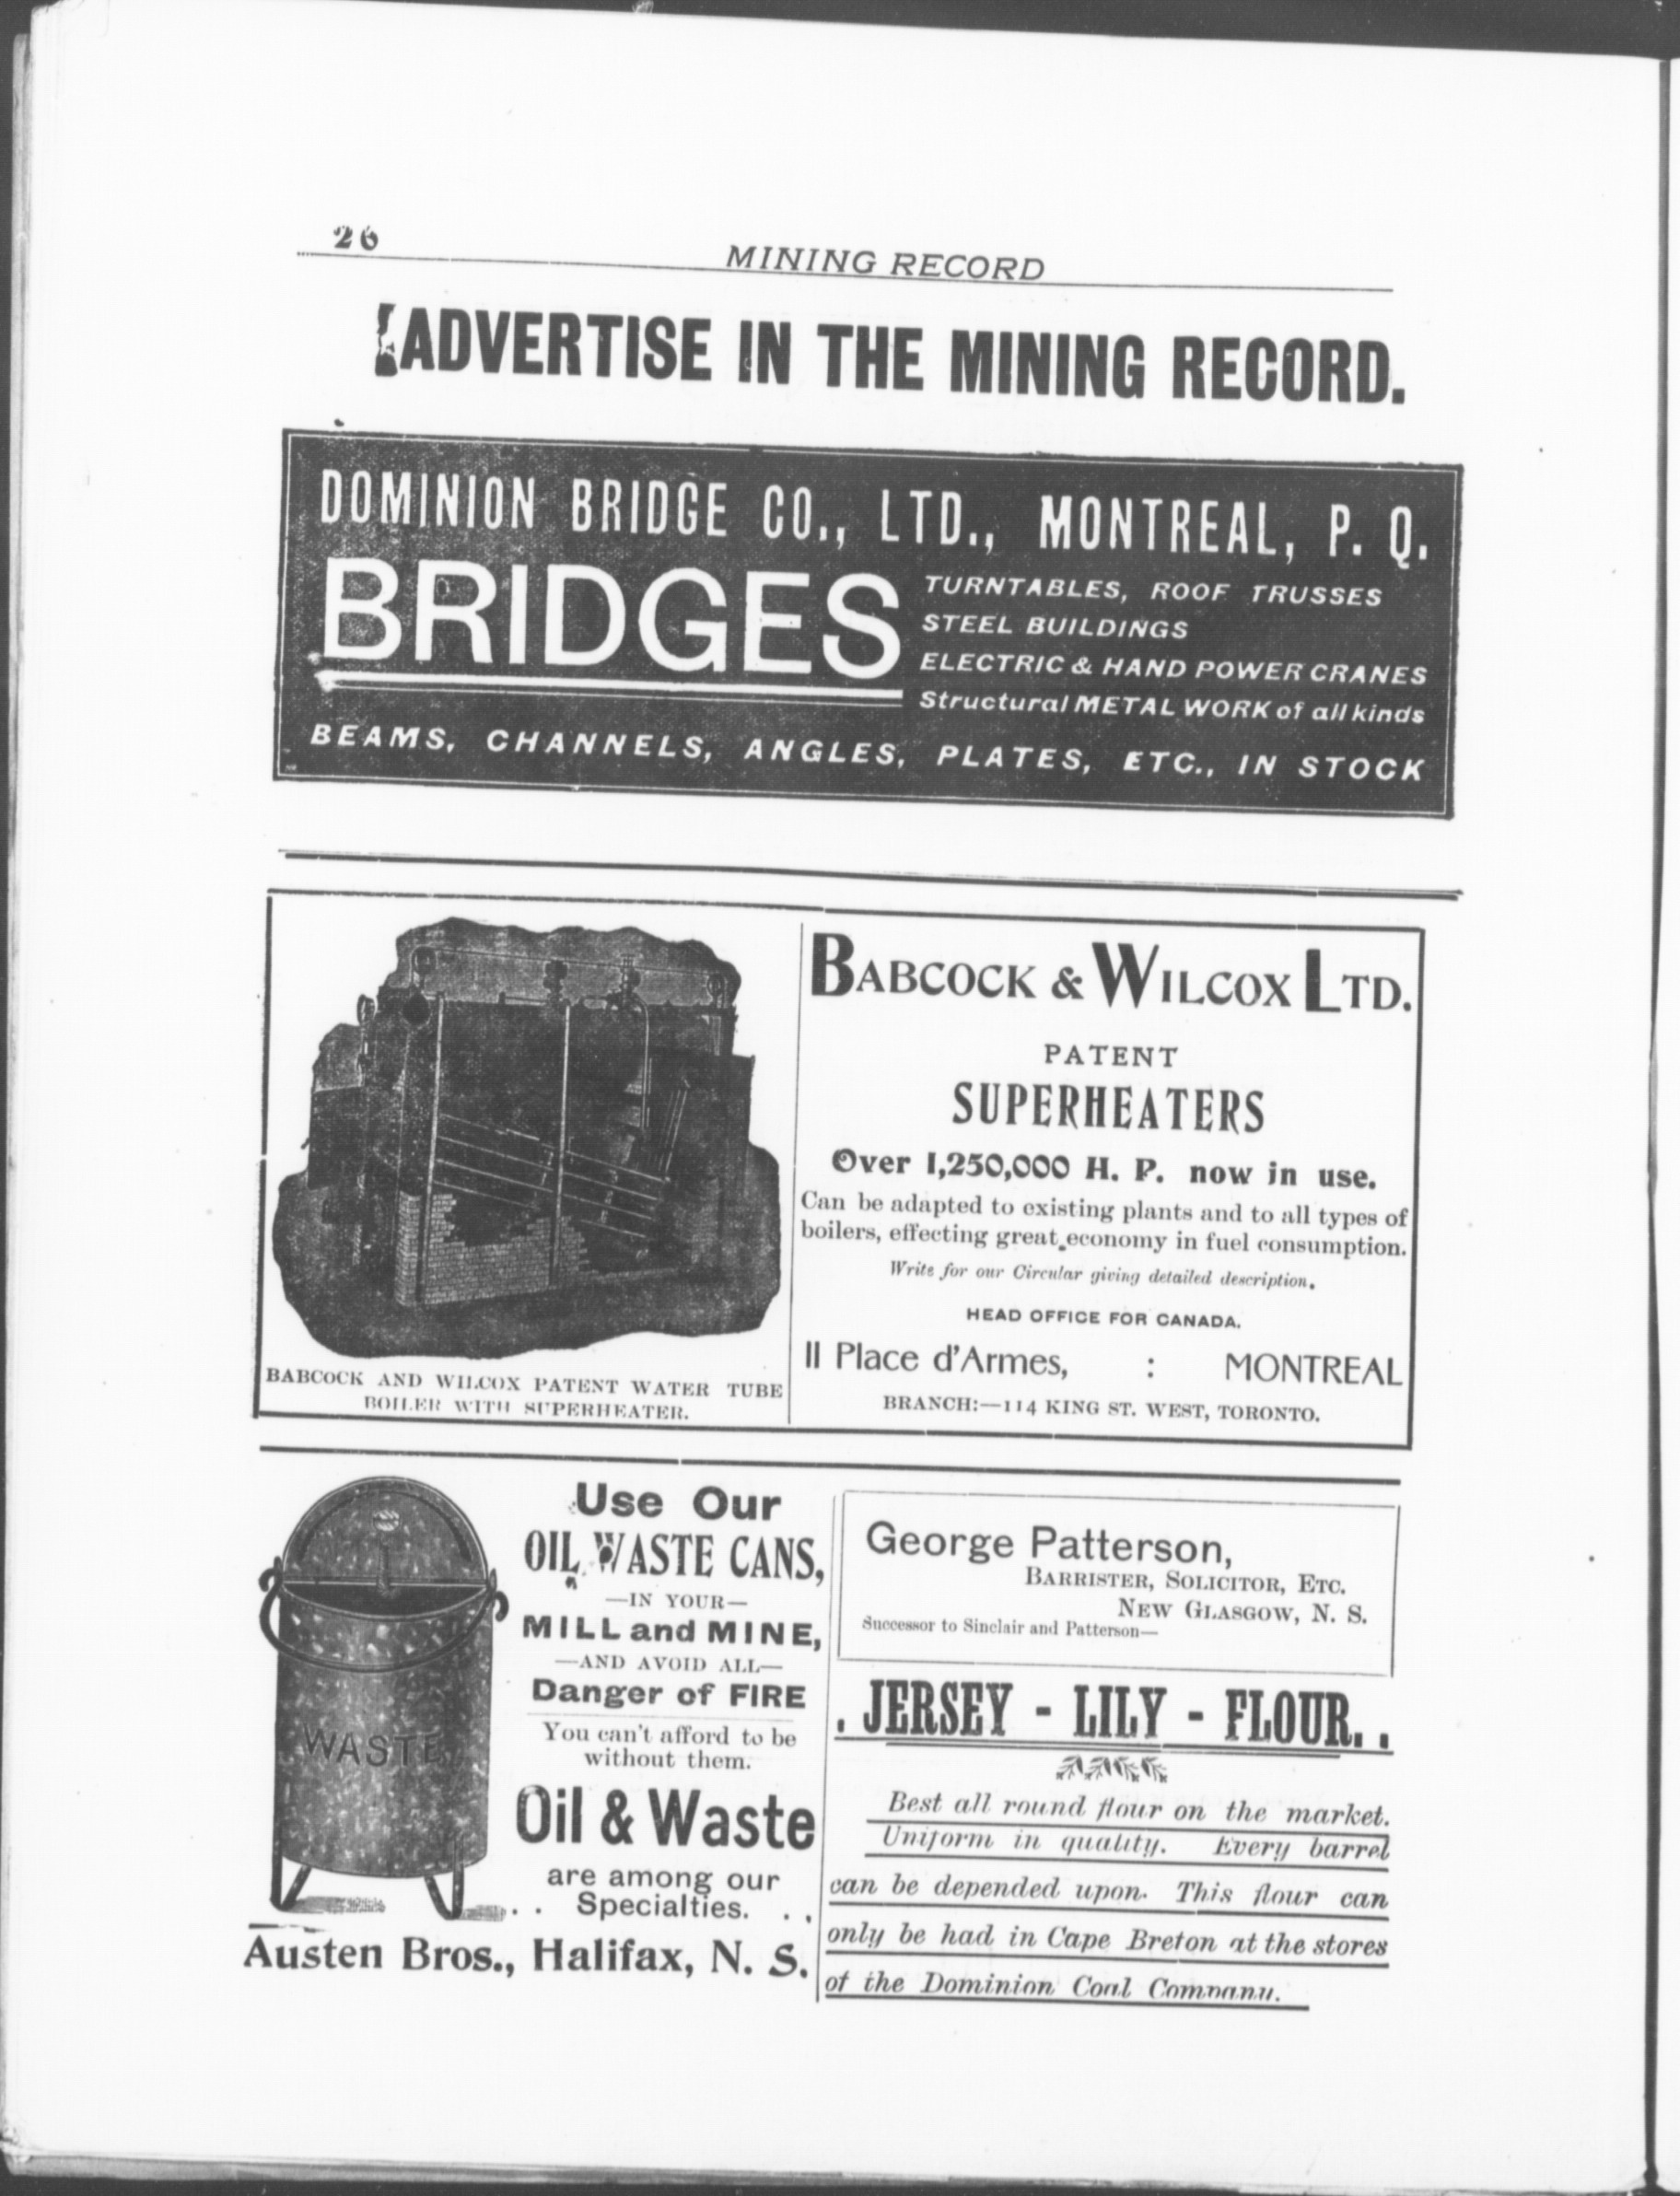 26
MINING RECORD
ADVERTISE IN THE MINING RECORD.
DOMINION BRIDGE CO., LTD., MONTREAL, P. Q.
BRIDGES
TURNTABLES, ROOF TRUSSES
STEEL BUILDINGS
ELECTRIC & HAND POWER CRANES
Structural METAL WORK of all kinds
BEAMS, CHANNELS, ANGLES, PLATES, ETC., IN STOCK
BABCOCK AND WILCOX PATENT WATER TUBE
BOILER WITH SUPERHEATER.
BABCOCK & WILCOX LTD.
PATENT
SUPERHEATERS
Over 1,250,000 H. P. now in use.
Can be adapted to existing plants and to all types of
boilers, effecting great economy in fuel consumption.
Write for our Circular giving detailed description.
HEAD OFFICE FOR CANADA.
11 Place d'Armes, : MONTREAL
BRANCH:—114 KING ST. WEST, TORONTO.
WASTE
Use Our
OIL WASTE CANS,
—IN YOUR—
MILL and MINE,
—AND AVOID ALL—
Danger of FIRE
You can't afford to be
without them.
Oil & Waste
are among our
. . Specialties. . .
Austen Bros., Halifax, N. S.
George Patterson,
BARRISTER, SOLICITOR, ETC.
NEW GLASGOW, N. S.
Successor to Sinclair and Patterson—
. JERSEY - LILY - FLOUR. .
Best all round flour on the market.
Uniform in quality. Every barrel
can be depended upon. This flour can
only be had in Cape Breton at the stores
of the Dominion Coal Company.